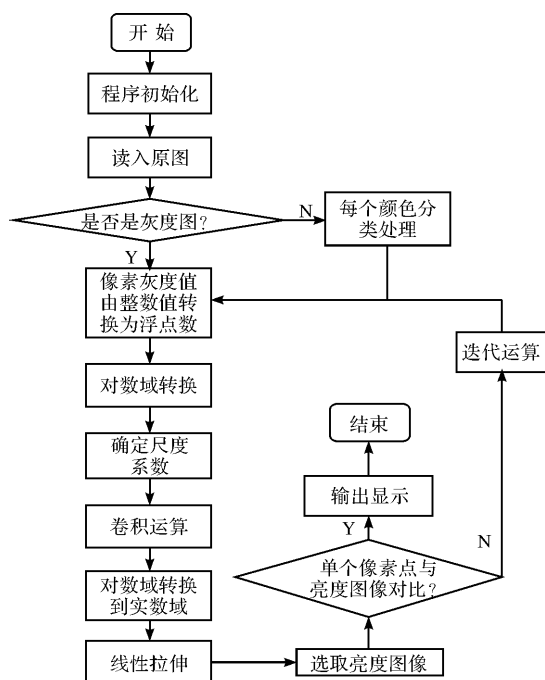 开 始
程序初始化
读入原图
是否是灰度图?
N
每个颜色分
类处理
Y
像素灰度值
由整数值转
换为浮点数
迭代运算
对数域转换
结束
确定尺度
系数
输出显示
卷积运算
Y
N
单个像素点与
亮度图像对比?
对数域转换
到实数域
线性拉伸
选取亮度图像